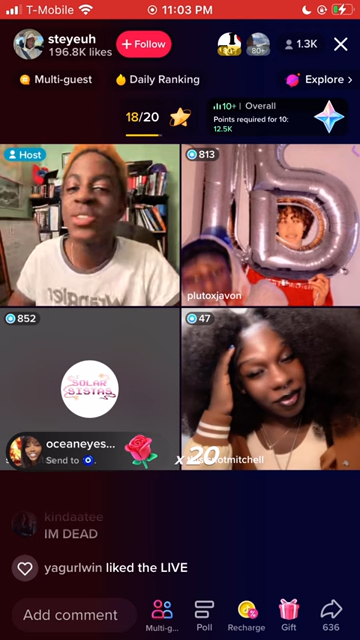 T-Mobile
11:03 PM
steyeuh
196.8K likes
+ Follow
80+
1.3K
Multi-guest
Daily Ranking
Explore >
18/20
10+ | Overall
Points required for 10:
12.5K
Host
813
plutoxjavon
852
47
SOLAR
SISTAS
oceaneyes...
Send to
x 20
notmitchell
kindaatee
IM DEAD
yagurlwin liked the LIVE
Add comment
Multi-g...
Poll
Recharge
Gift
636